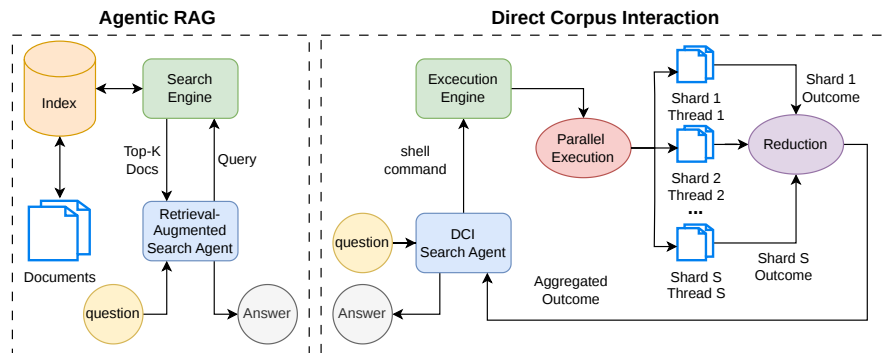 Agentic RAG
Index
Search
Engine
Top-K
Docs
Query
Retrieval-
Augmented
Search Agent
Documents
question
Answer
Direct Corpus Interaction
Excecution
Engine
shell
command
Parallel
Execution
Shard 1
Thread 1
Shard 2
Thread 2
...
Shard S
Thread S
Shard 1
Outcome
Reduction
Shard S
Outcome
question
DCI
Search Agent
Aggregated
Outcome
Answer